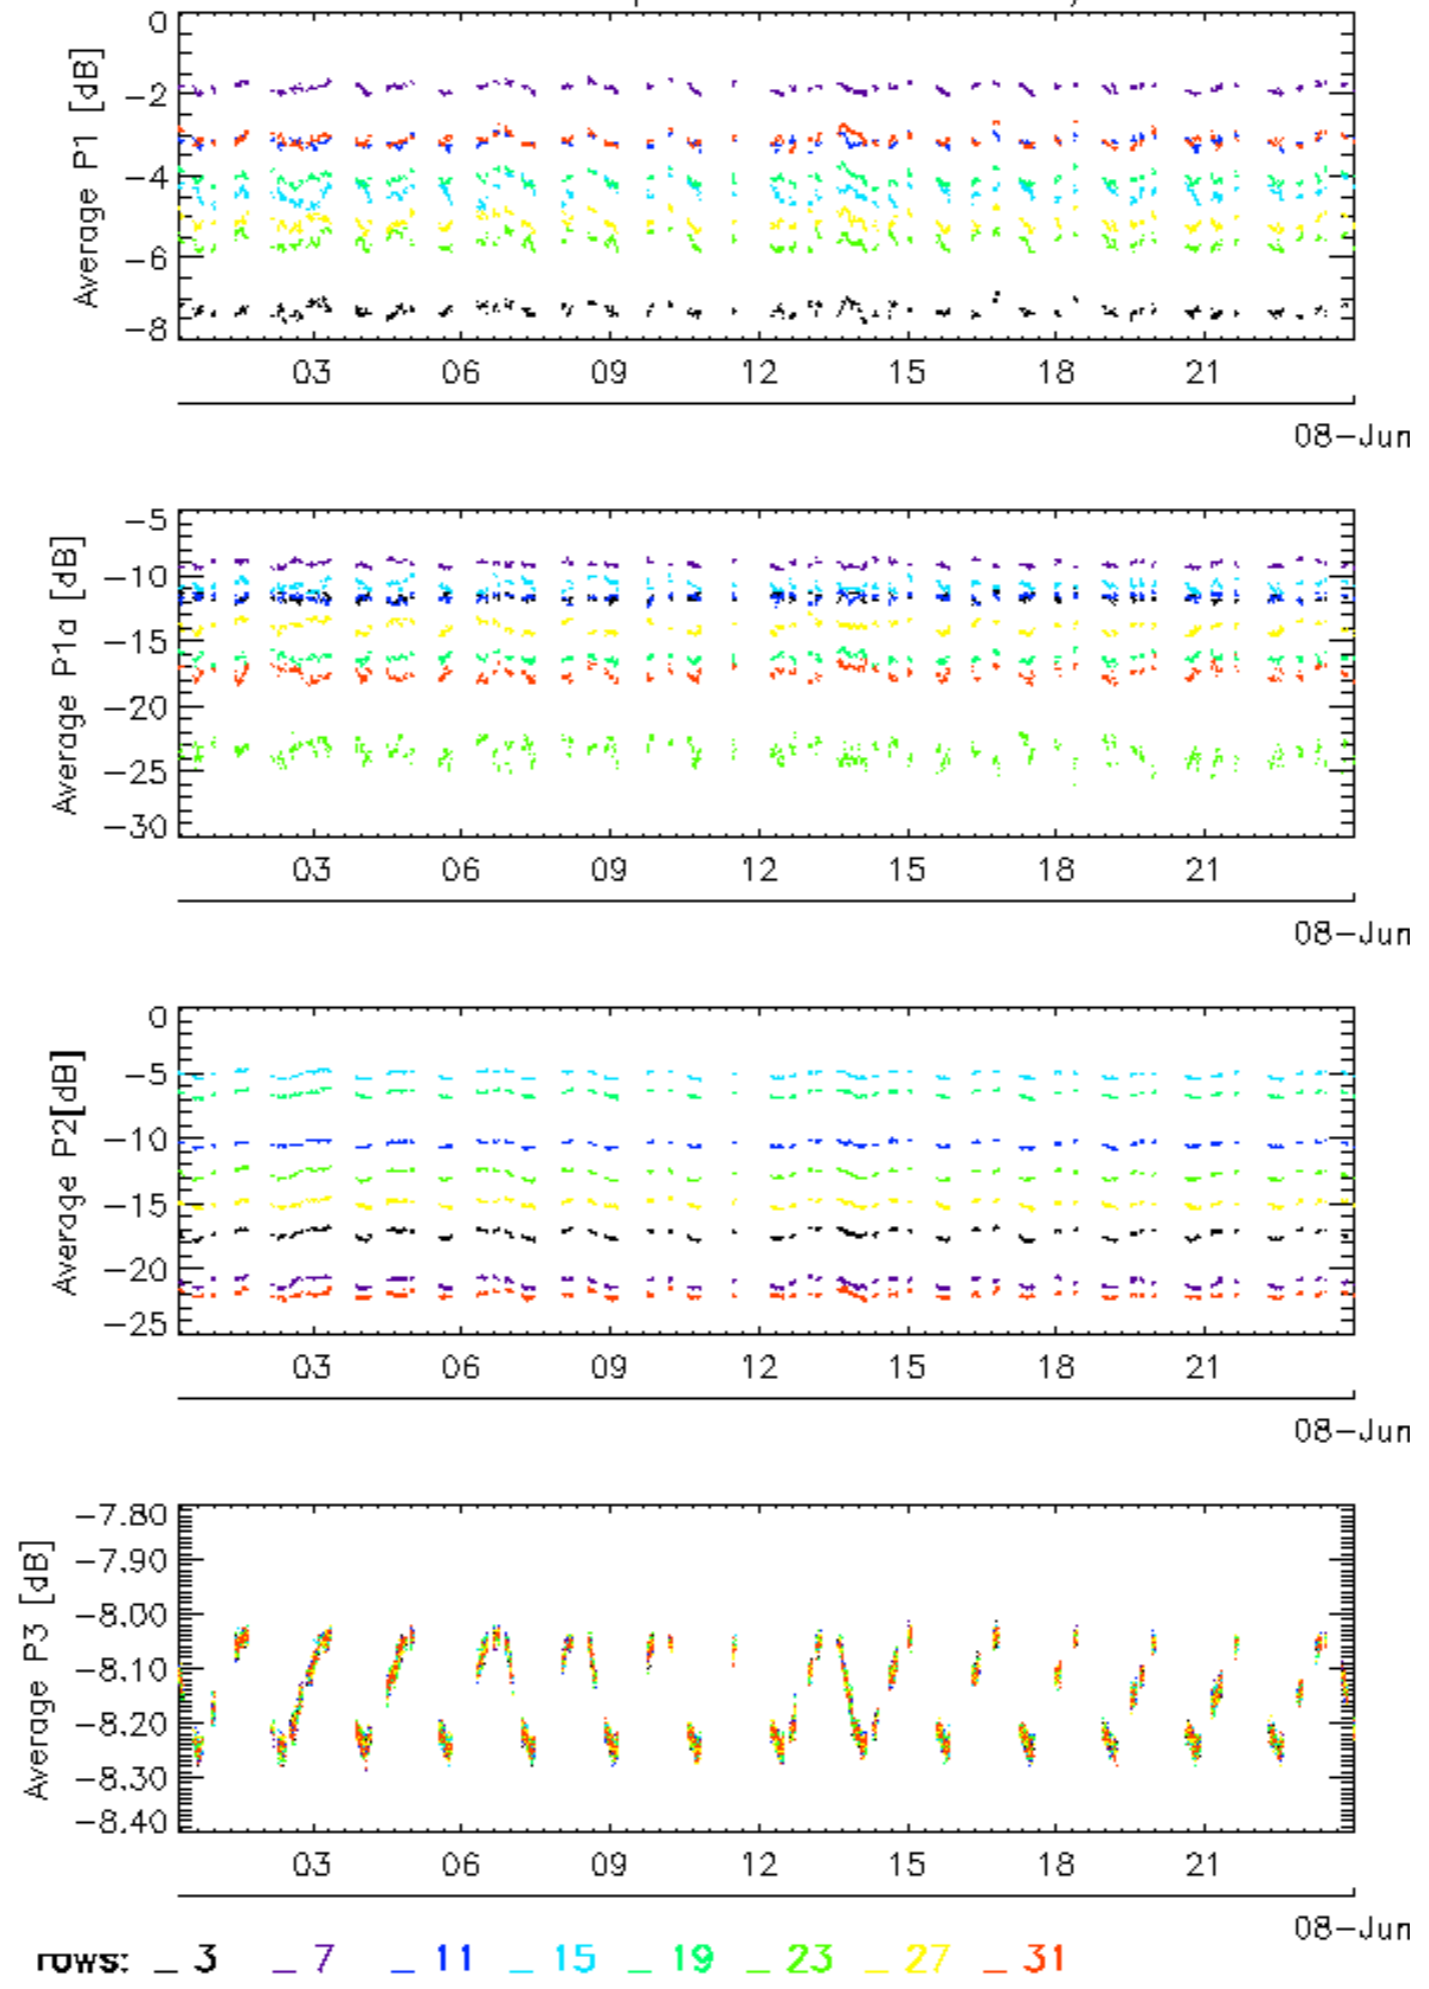 0
−2
−4
−6
−8
Average P1 [dB]
03 06 09 12 15 18 21
08−Jun
−5
−10
−15
−20
−25
−30
Average P1a [dB]
03 06 09 12 15 18 21
08−Jun
0
−5
−10
−15
−20
−25
Average P2[dB]
03 06 09 12 15 18 21
08−Jun
−7.80
−7.90
−8.00
−8.10
−8.20
−8.30
−8.40
Average P3 [dB]
03 06 09 12 15 18 21
08−Jun
rows: _ 3 _ 7 _ 11 _ 15 _ 19 _ 23 _ 27 _ 31